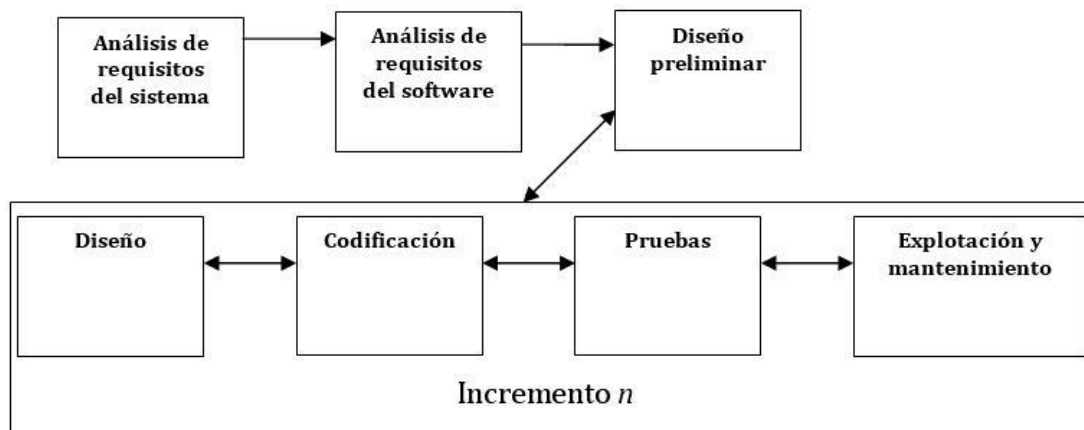 Análisis de
requisitos
del sistema
Análisis de
requisitos
del software
Diseño
preliminar
Diseño
Codificación
Pruebas
Explotación y
mantenimiento
Incremento n